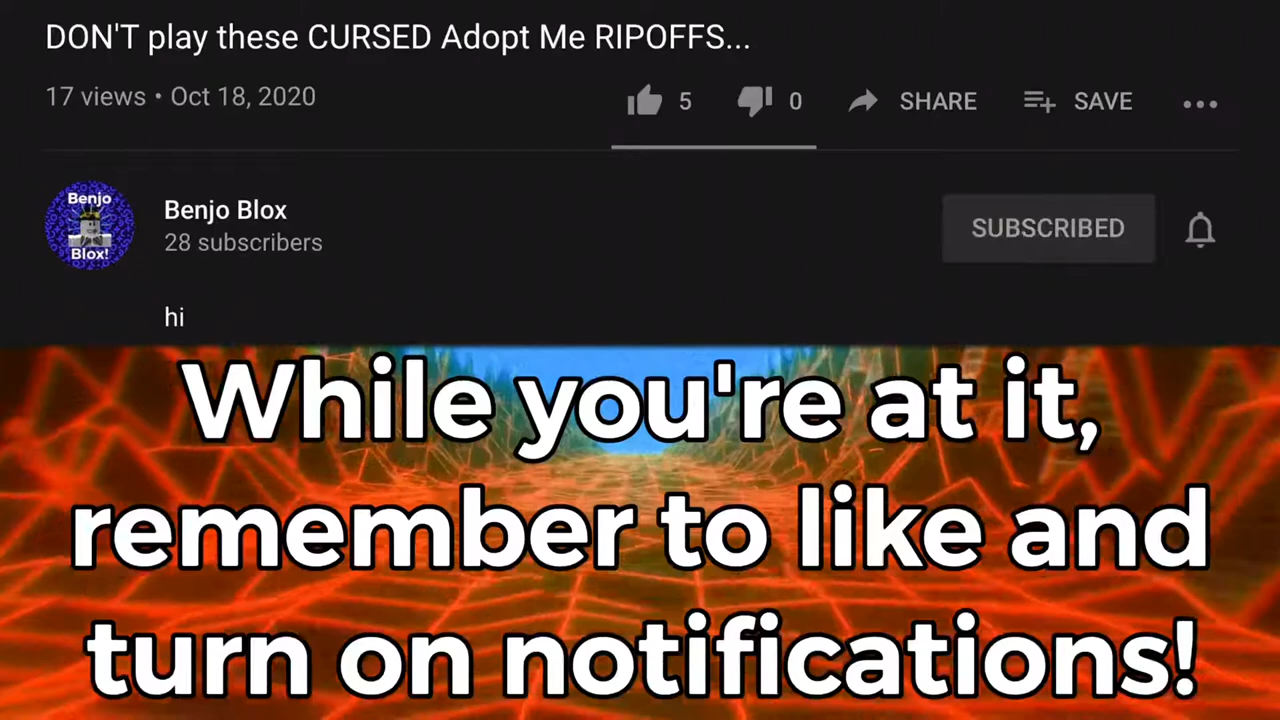 DON'T play these CURSED Adopt Me RIPOFFS...
17 views • Oct 18, 2020
5
0
SHARE
SAVE
Benjo
Blox!
Benjo Blox
28 subscribers
SUBSCRIBED
hi
While you're at it,
remember to like and
turn on notifications!